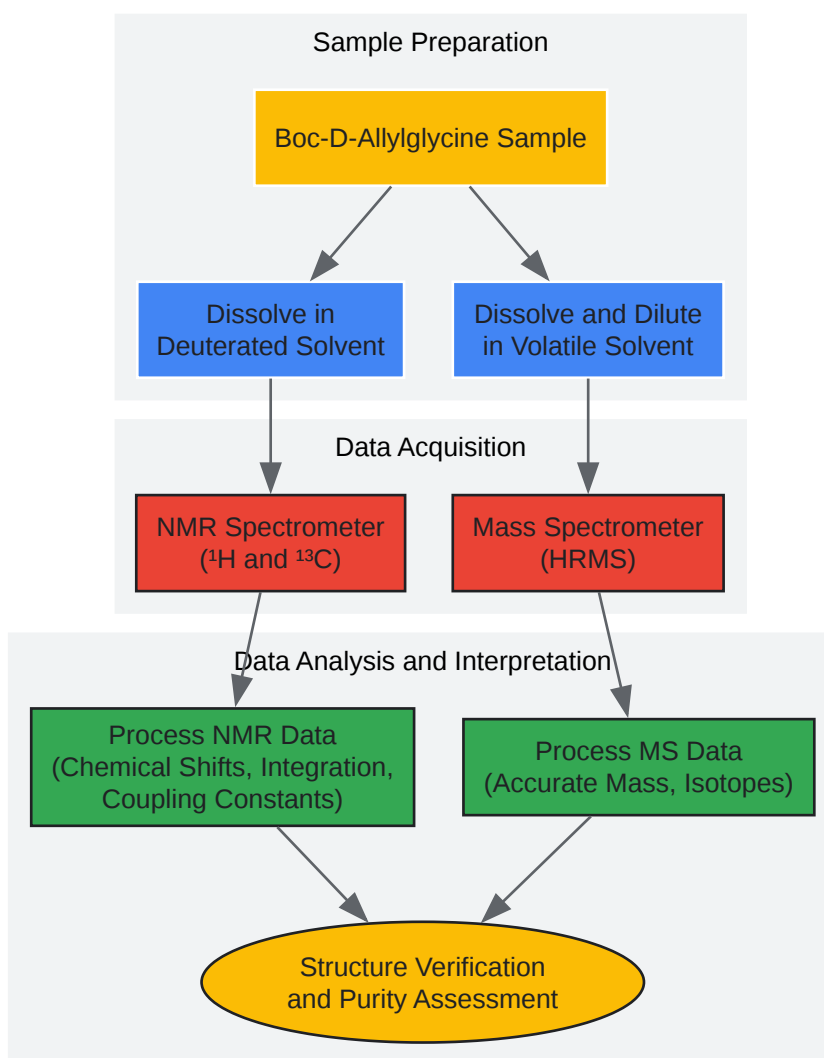 Sample Preparation
Boc-D-Allylglycine Sample
Dissolve in
Deuterated Solvent
Dissolve and Dilute
in Volatile Solvent
Data Acquisition
NMR Spectrometer
(¹H and ¹³C)
Mass Spectrometer
(HRMS)
Data Analysis and Interpretation
Process NMR Data
(Chemical Shifts, Integration,
Coupling Constants)
Process MS Data
(Accurate Mass, Isotopes)
Structure Verification
and Purity Assessment